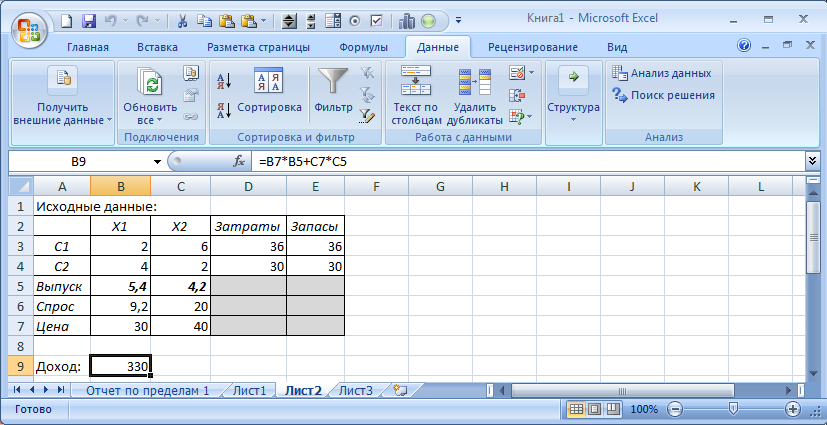 Книга1 - Microsoft Excel
Главная Вставка Разметка страницы Формулы Данные Рецензирование Вид
Получить внешние данные
Обновить все
Подключения
Сортировка
Фильтр
Сортировка и фильтр
Текст по столбцам
Удалить дубликаты
Работа с данными
Структура
Анализ данных
Поиск решения
Анализ
B9 fx =B7*B5+C7*C5
A B C D E F G H I J K L
1 Исходные данные:
2 X1 X2 Затраты Запасы
3 C1 2 6 36 36
4 C2 4 2 30 30
5 Выпуск 5,4 4,2
6 Спрос 9,2 20
7 Цена 30 40
8
9 Доход: 330
Отчет по пределам 1 Лист1 Лист2 Лист3
Готово 100%